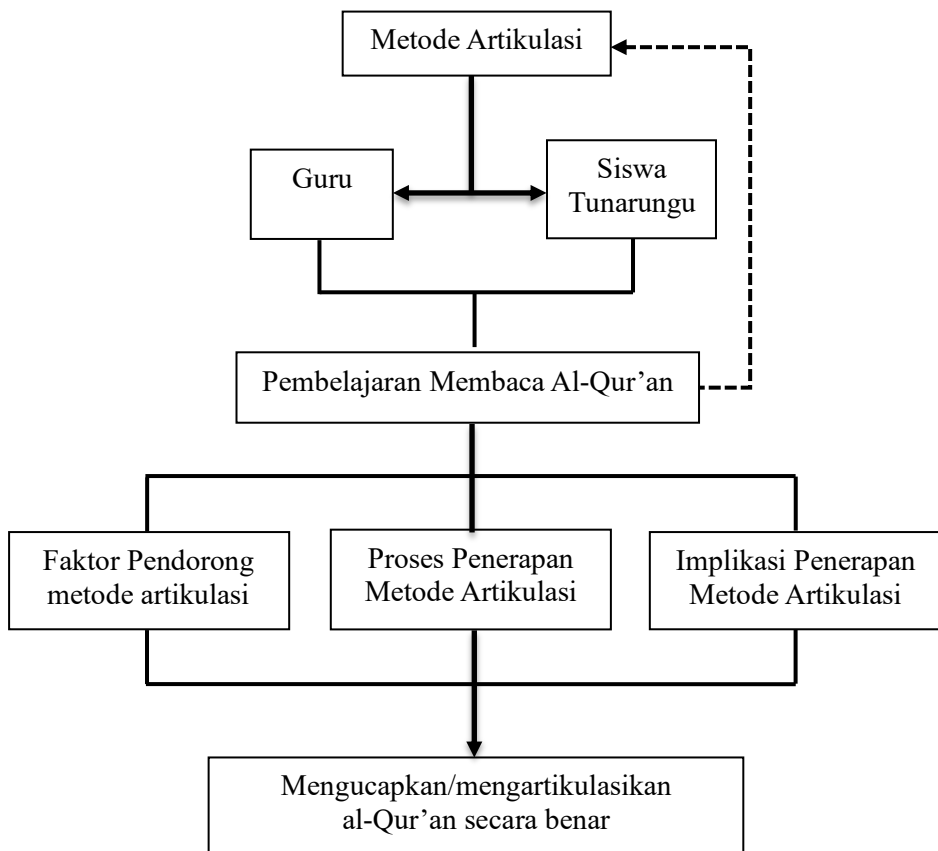 Metode Artikulasi
Guru
Siswa
Tunarungu
Pembelajaran Membaca Al-Qur’an
Faktor Pendorong
metode artikulasi
Proses Penerapan
Metode Artikulasi
Implikasi Penerapan
Metode Artikulasi
Mengucapkan/mengartikulasikan
al-Qur’an secara benar